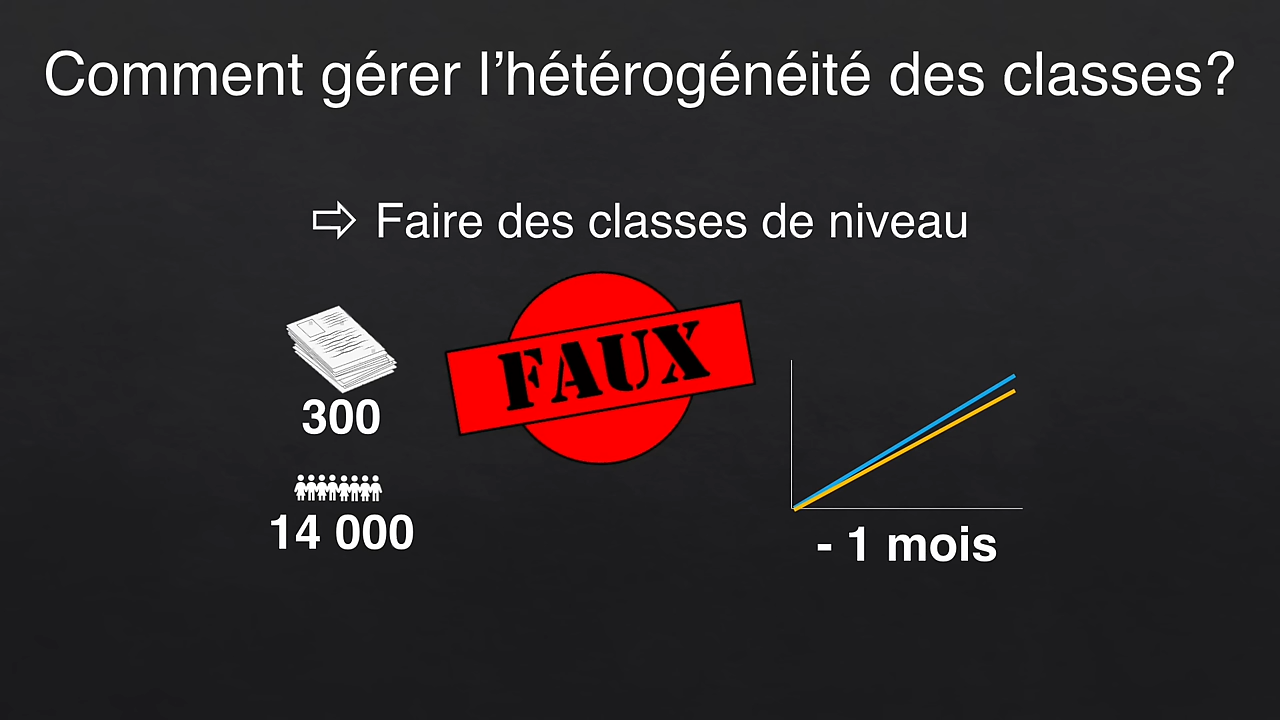 Comment gérer l’hétérogénéité des classes?
⇨ Faire des classes de niveau
FAUX
300
14 000
- 1 mois